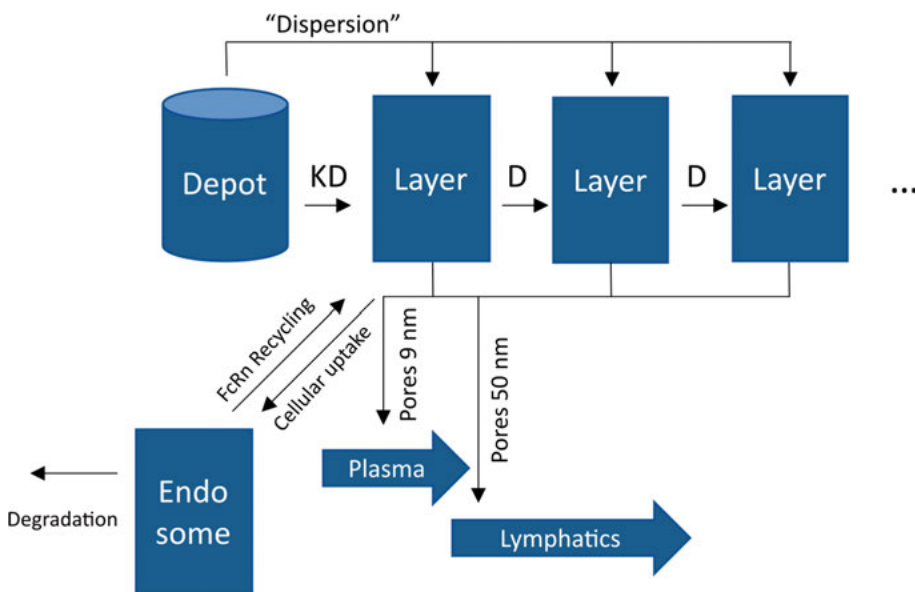 “Dispersion”
Depot
KD
Layer
D
Layer
D
Layer
...
FcRn Recycling
Cellular uptake
Pores 9 nm
Pores 50 nm
Plasma
Lymphatics
Endo
some
Degradation